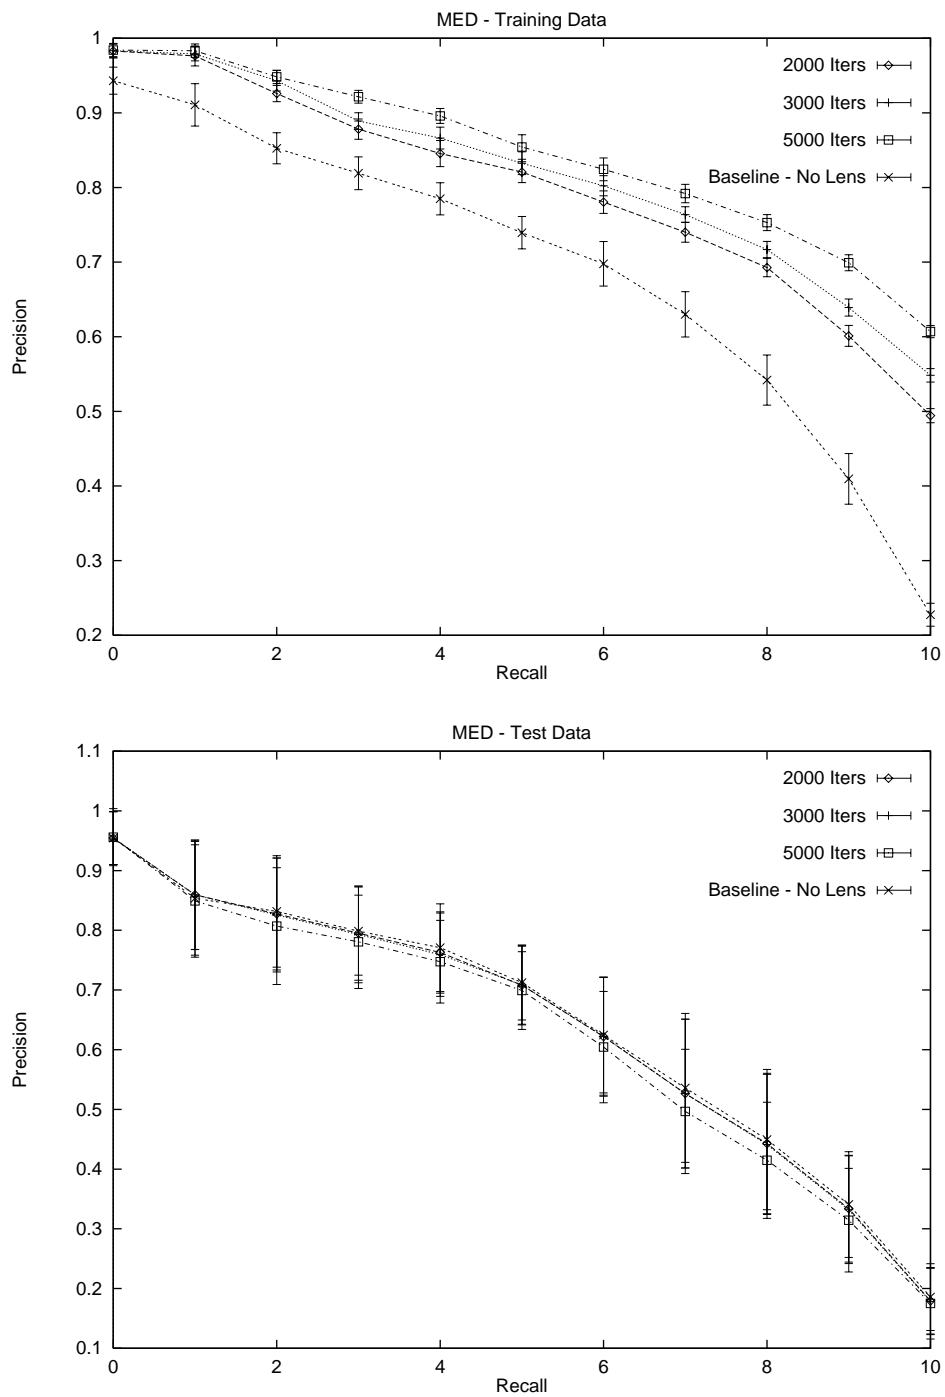 MED - Training Data
1
2000 Iters
0.9
3000 Iters
5000 Iters
0.8
Baseline - No Lens
0.7
Precision
0.6
0.5
0.4
0.3
0.2
0 2 4 6 8 10
Recall
MED - Test Data
1.1
2000 Iters
1
3000 Iters
5000 Iters
0.9
Baseline - No Lens
0.8
0.7
0.6
Precision
0.5
0.4
0.3
0.2
0.1
0 2 4 6 8 10
Recall